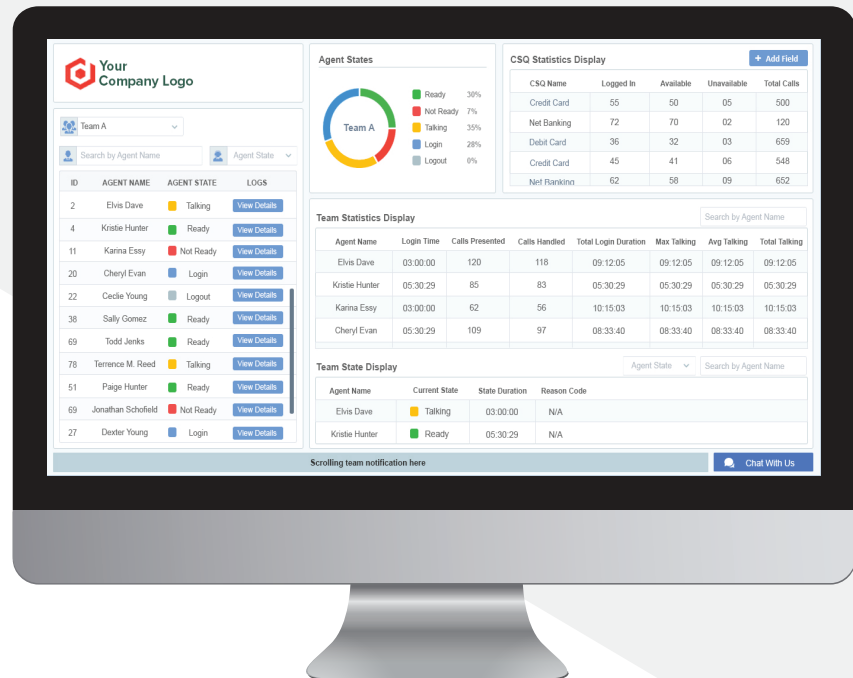 Your
Company Logo
Team A
Search by Agent Name
Agent State
ID AGENT NAME AGENT STATE LOGS
2 Elvis Dave Talking View Details
4 Kristie Hunter Ready View Details
11 Karina Essy Not Ready View Details
20 Cheryl Evan Login View Details
22 Ceclie Young Logout View Details
38 Sally Gomez Ready View Details
69 Todd Jenks Ready View Details
78 Terrence M. Reed Talking View Details
51 Paige Hunter Ready View Details
69 Jonathan Schofield Not Ready View Details
27 Dexter Young Login View Details
Agent States
Team A
Ready 30%
Not Ready 7%
Talking 35%
Login 28%
Logout 0%
CSQ Statistics Display
+ Add Field
CSQ Name Logged In Available Unavailable Total Calls
Credit Card 55 50 05 500
Net Banking 72 70 02 120
Debit Card 36 32 03 659
Credit Card 45 41 06 548
Net Banking 62 58 09 652
Team Statistics Display
Search by Agent Name
Agent Name Login Time Calls Presented Calls Handled Total Login Duration Max Talking Avg Talking Total Talking
Elvis Dave 03:00:00 120 118 09:12:05 09:12:05 09:12:05 09:12:05
Kristie Hunter 05:30:29 85 83 05:30:29 05:30:29 05:30:29 05:30:29
Karina Essy 03:00:00 62 56 10:15:03 10:15:03 10:15:03 10:15:03
Cheryl Evan 05:30:29 109 97 08:33:40 08:33:40 08:33:40 08:33:40
Team State Display
Agent State
Search by Agent Name
Agent Name Current State State Duration Reason Code
Elvis Dave Talking 03:00:00 N/A
Kristie Hunter Ready 05:30:29 N/A
Scrolling team notification here
Chat With Us